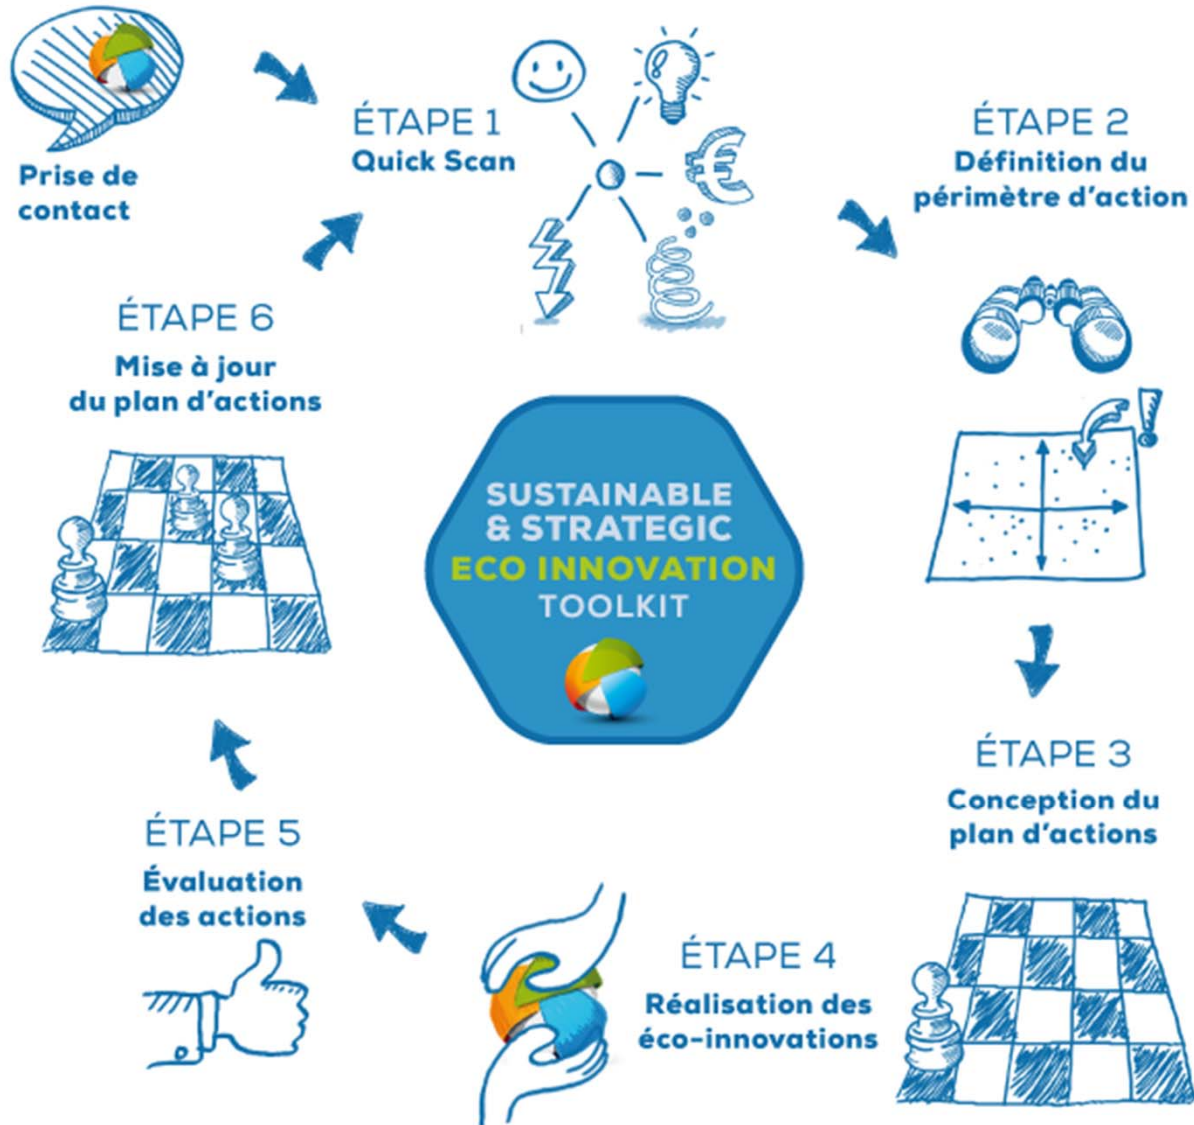 Prise de
contact
ÉTAPE 1
Quick Scan
ÉTAPE 2
Définition du
périmètre d'action
ÉTAPE 3
Conception du
plan d'actions
ÉTAPE 4
Réalisation des
éco-innovations
ÉTAPE 5
Évaluation
des actions
ÉTAPE 6
Mise à jour
du plan d'actions
SUSTAINABLE
& STRATEGIC
ECO INNOVATION
TOOLKIT